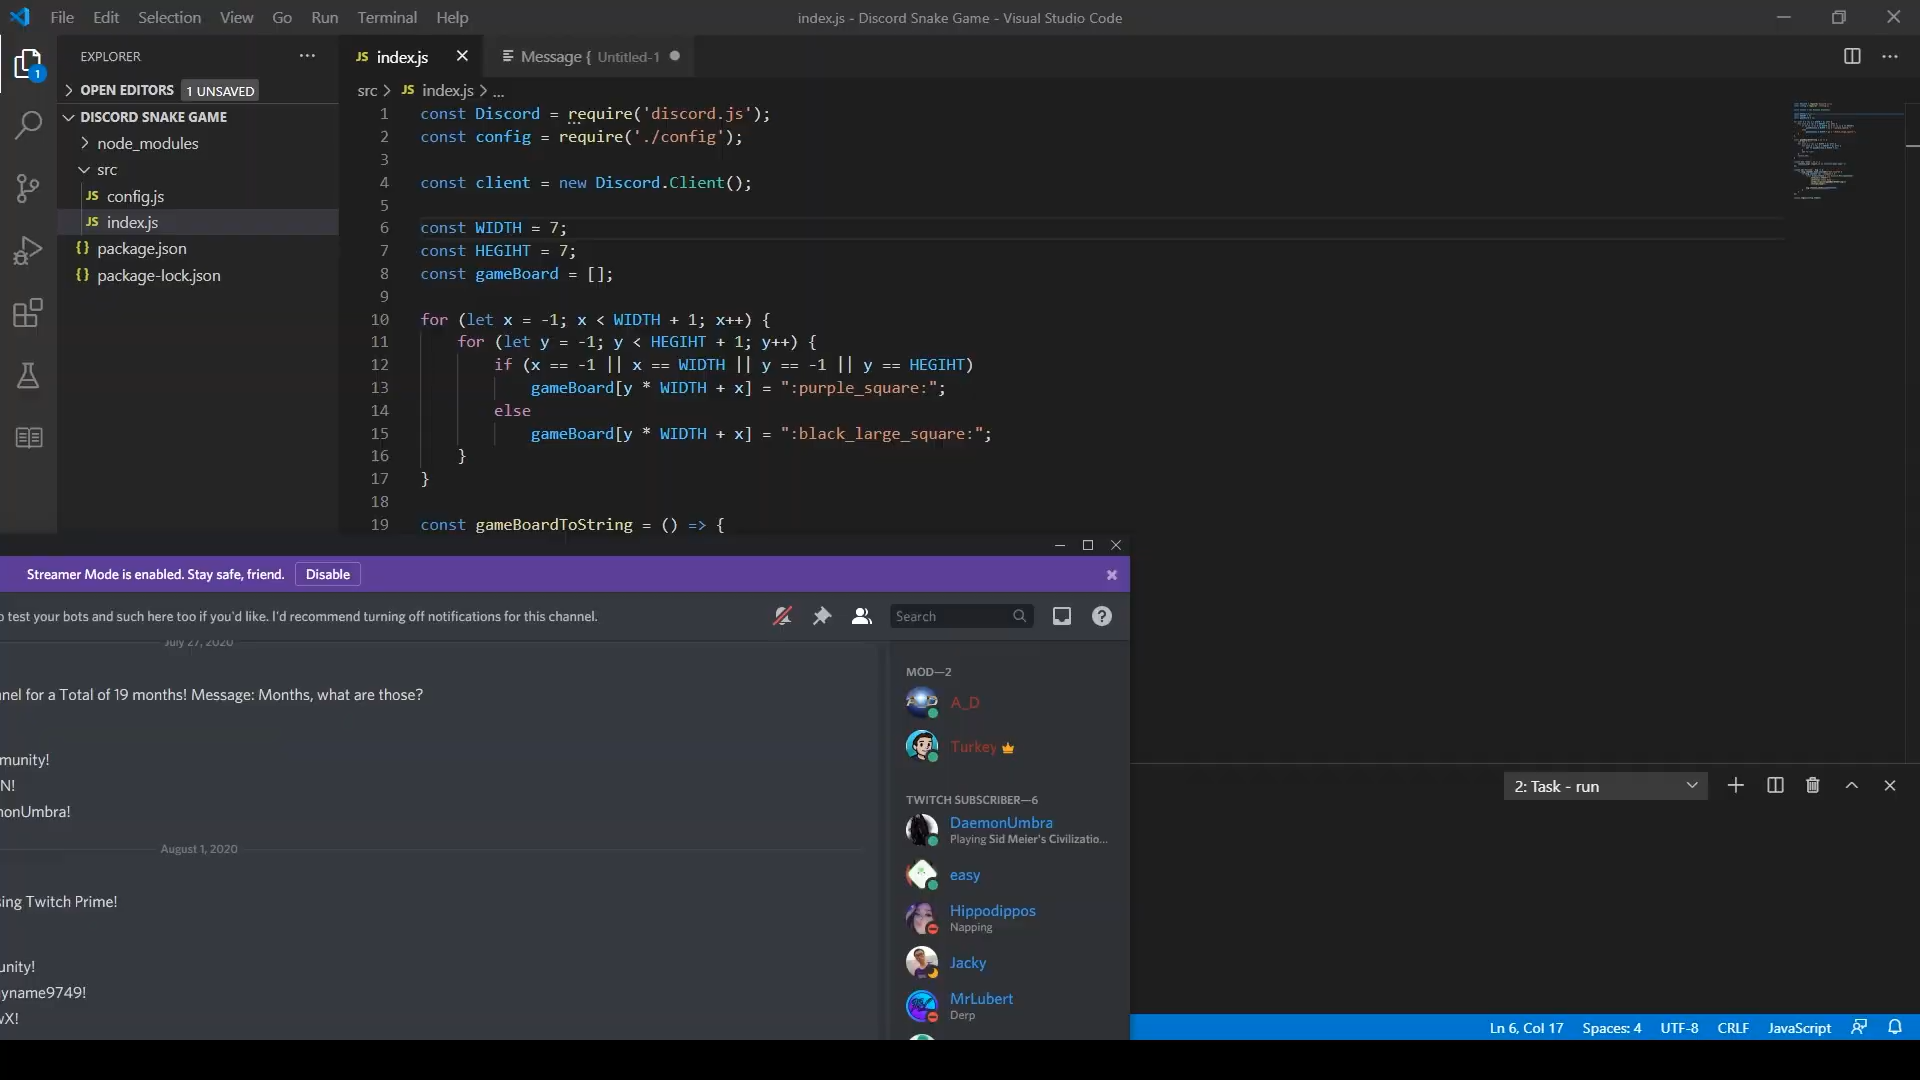 File Edit Selection View Go Run Terminal Help
index.js - Discord Snake Game - Visual Studio Code
EXPLORER
1
OPEN EDITORS 1 UNSAVED
DISCORD SNAKE GAME
node_modules
src
JS config.js
JS index.js
{} package.json
{} package-lock.json
JS index.js
Message { Untitled-1
src > JS index.js > ...
1 const Discord = require('discord.js');
2 const config = require('./config');
3
4 const client = new Discord.Client();
5
6 const WIDTH = 7;
7 const HEGIHT = 7;
8 const gameBoard = [];
9
10 for (let x = -1; x < WIDTH + 1; x++) {
11 for (let y = -1; y < HEGIHT + 1; y++) {
12 if (x == -1 || x == WIDTH || y == -1 || y == HEGIHT)
13 gameBoard[y * WIDTH + x] = ":purple_square:";
14 else
15 gameBoard[y * WIDTH + x] = ":black_large_square:";
16 }
17 }
18
19 const gameBoardToString = () => {
Streamer Mode is enabled. Stay safe, friend. Disable
o test your bots and such here too if you'd like. I'd recommend turning off notifications for this channel.
Search
July 27, 2020
nel for a Total of 19 months! Message: Months, what are those?
munity!
N!
monUmbra!
August 1, 2020
sing Twitch Prime!
unity!
yname9749!
vX!
MOD—2
A_D
Turkey
TWITCH SUBSCRIBER—6
DaemonUmbra
Playing Sid Meier's Civilizatio...
easy
Hippodippos
Napping
Jacky
MrLubert
Derp
2: Task - run
Ln 6, Col 17 Spaces: 4 UTF-8 CRLF JavaScript